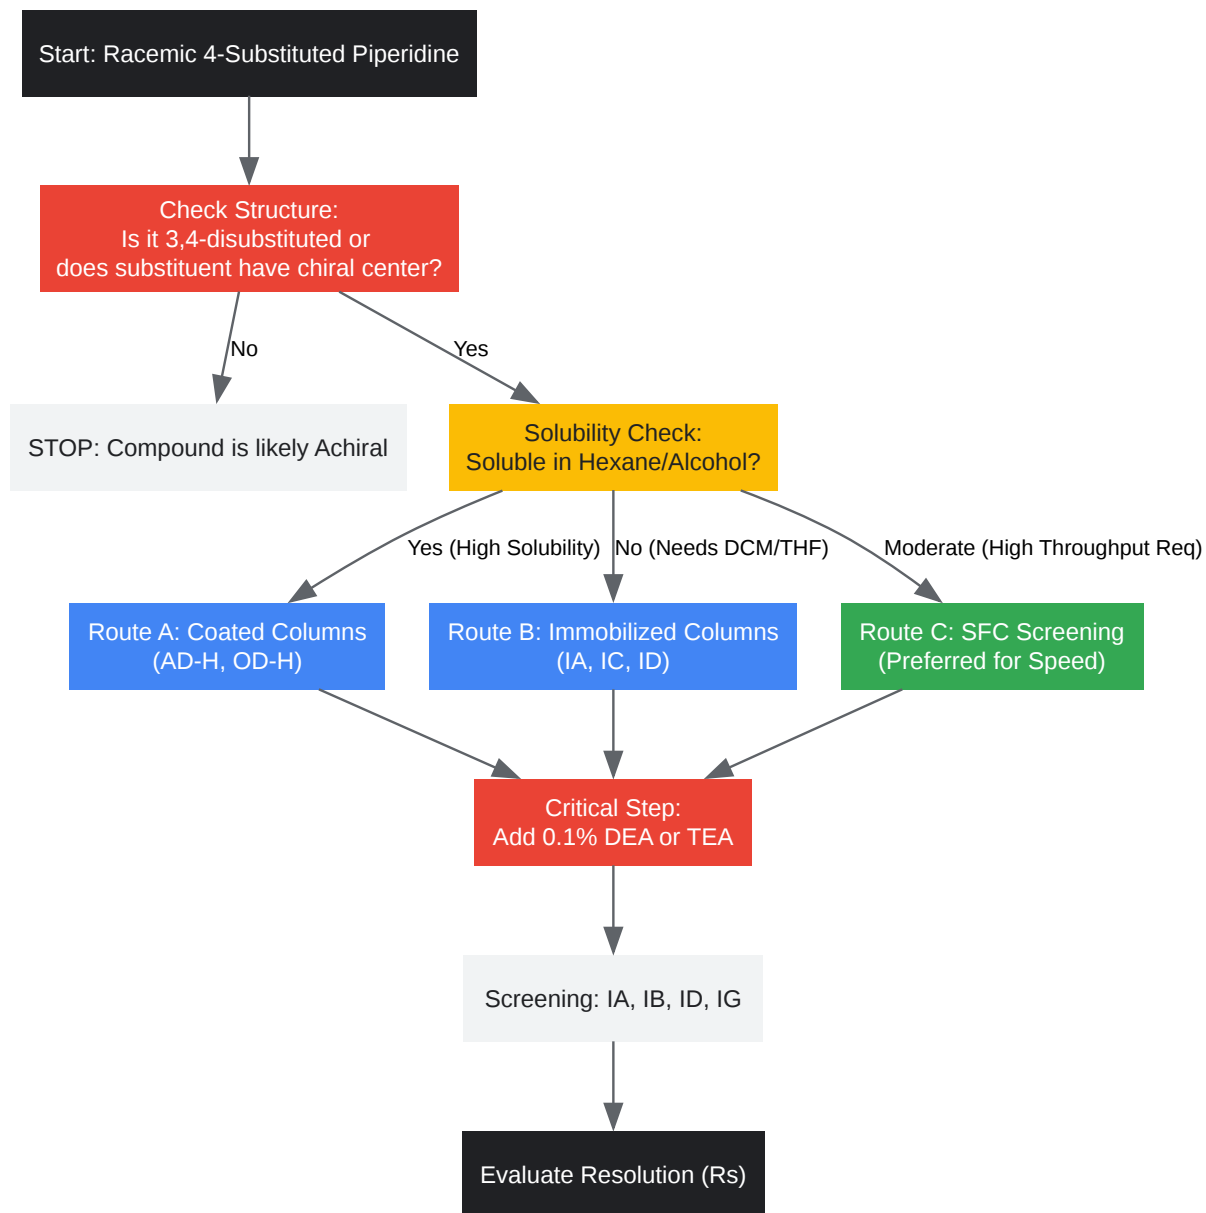 Start: Racemic 4-Substituted Piperidine
Check Structure:
Is it 3,4-disubstituted or
does substituent have chiral center?
No
Yes
STOP: Compound is likely Achiral
Solubility Check:
Soluble in Hexane/Alcohol?
Yes (High Solubility)
No (Needs DCM/THF)
Moderate (High Throughput Req)
Route A: Coated Columns
(AD-H, OD-H)
Route B: Immobilized Columns
(IA, IC, ID)
Route C: SFC Screening
(Preferred for Speed)
Critical Step:
Add 0.1% DEA or TEA
Screening: IA, IB, ID, IG
Evaluate Resolution (Rs)